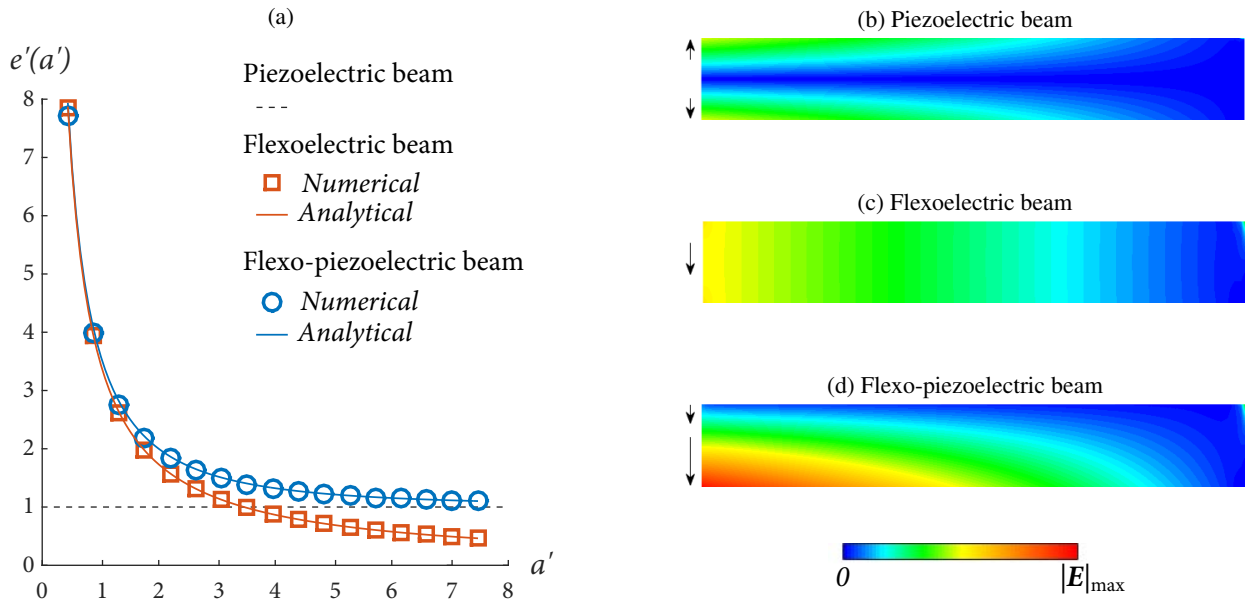 (a)
e′(a′)
8
7
6
5
4
3
2
1
0
0 1 2 3 4 5 6 7 8
a′
Piezoelectric beam
Flexoelectric beam
Numerical
Analytical
Flexo-piezoelectric beam
Numerical
Analytical
(b) Piezoelectric beam
(c) Flexoelectric beam
(d) Flexo-piezoelectric beam
0 |E|max